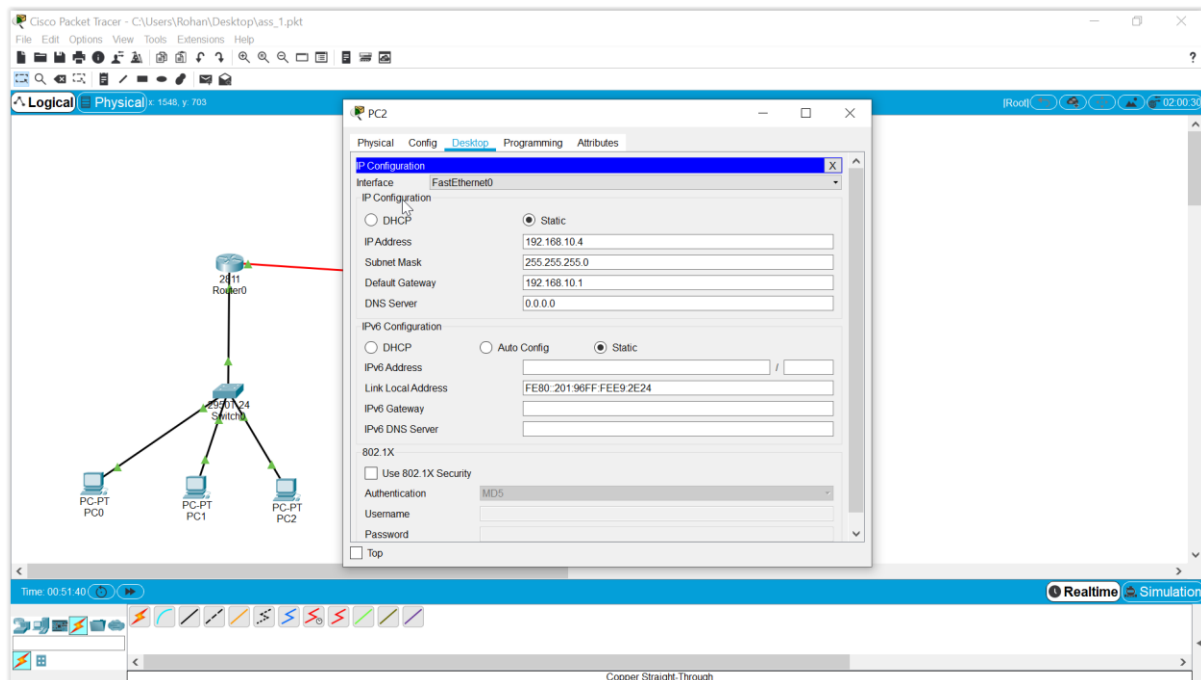 Cisco Packet Tracer - C:\Users\Rohan\Desktop\ass_1.pkt
File Edit Options View Tools Extensions Help
?
Logical Physical x: 1548, y: 703
[Root] 02:00:30
PC2
Physical Config Desktop Programming Attributes
IP Configuration X
Interface FastEthernet0
IP Configuration
DHCP Static
IP Address 192.168.10.4
Subnet Mask 255.255.255.0
Default Gateway 192.168.10.1
DNS Server 0.0.0.0
IPv6 Configuration
DHCP Auto Config Static
IPv6 Address /
Link Local Address FE80::201:96FF:FEE9:2E24
IPv6 Gateway
IPv6 DNS Server
802.1X
Use 802.1X Security
Authentication MD5
Username
Password
Top
2811
Router0
2950T-24
Switch0
PC-PT
PC0
PC-PT
PC1
PC-PT
PC2
Time: 00:51:40
Realtime Simulation
Copper Straight-Through